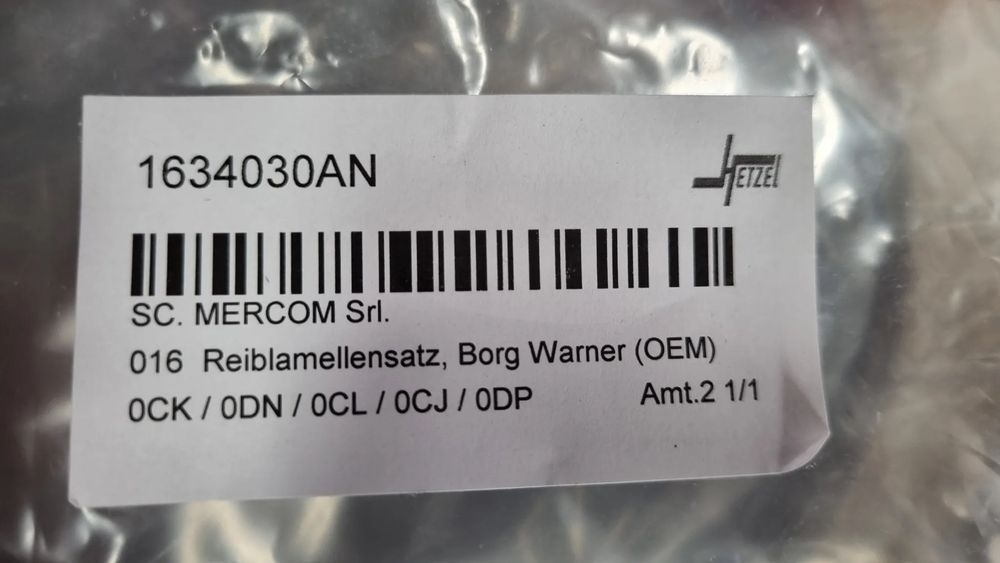 1634030AN
HETZEL
SC. MERCOM Srl.
016 Reiblamellensatz, Borg Warner (OEM)
0CK / 0DN / 0CL / 0CJ / 0DP Amt.2 1/1